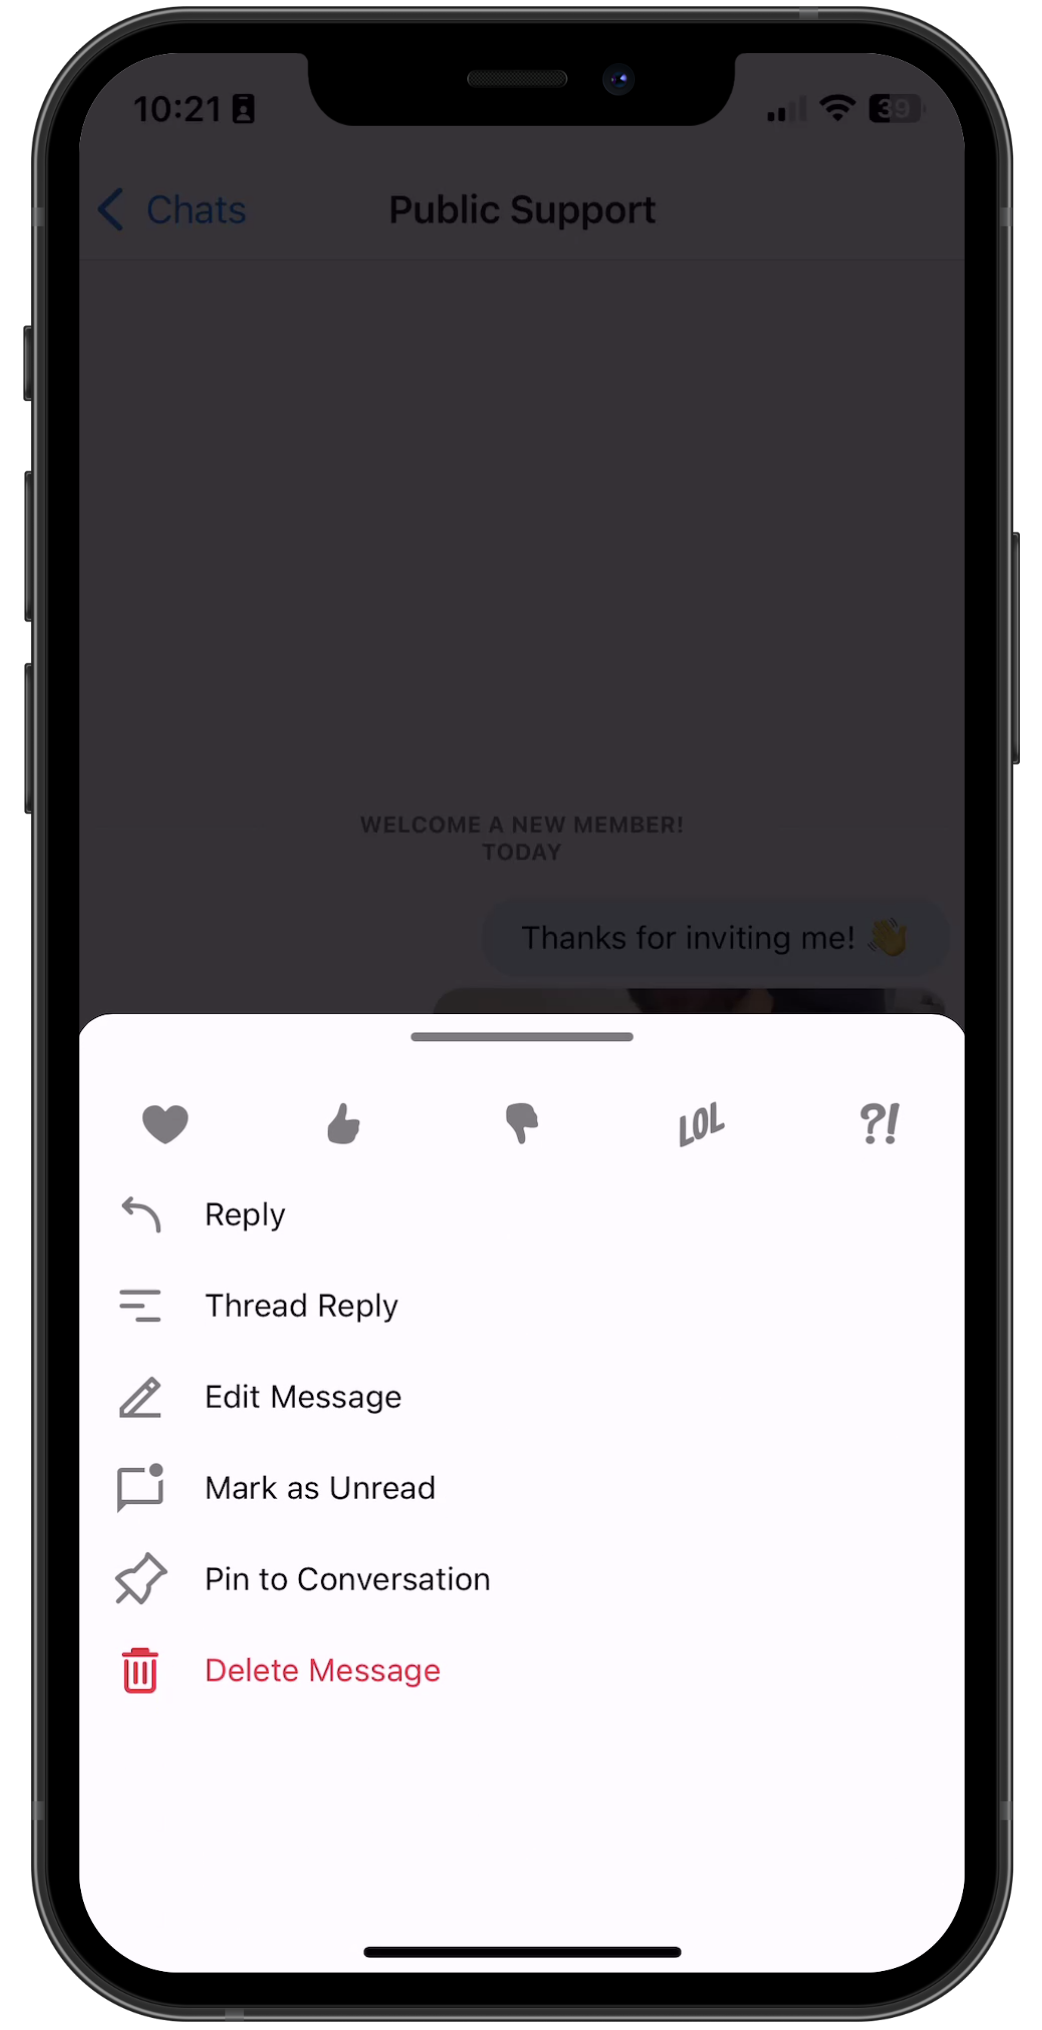 10:21
39
Chats
Public Support
WELCOME A NEW MEMBER!
TODAY
Thanks for inviting me! 👋
LOL
?!
Reply
Thread Reply
Edit Message
Mark as Unread
Pin to Conversation
Delete Message